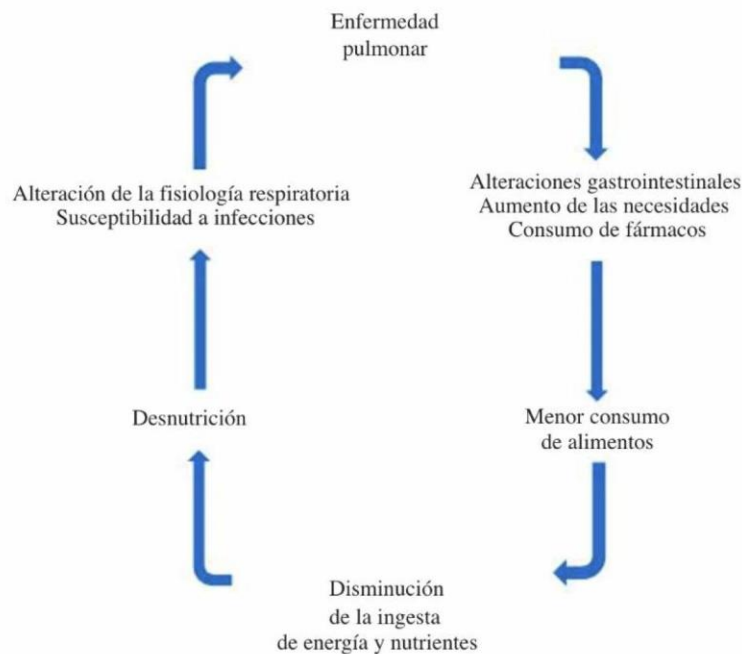 Enfermedad
pulmonar
Alteraciones gastrointestinales
Aumento de las necesidades
Consumo de fármacos
Menor consumo
de alimentos
Disminución
de la ingesta
de energía y nutrientes
Desnutrición
Alteración de la fisiología respiratoria
Susceptibilidad a infecciones